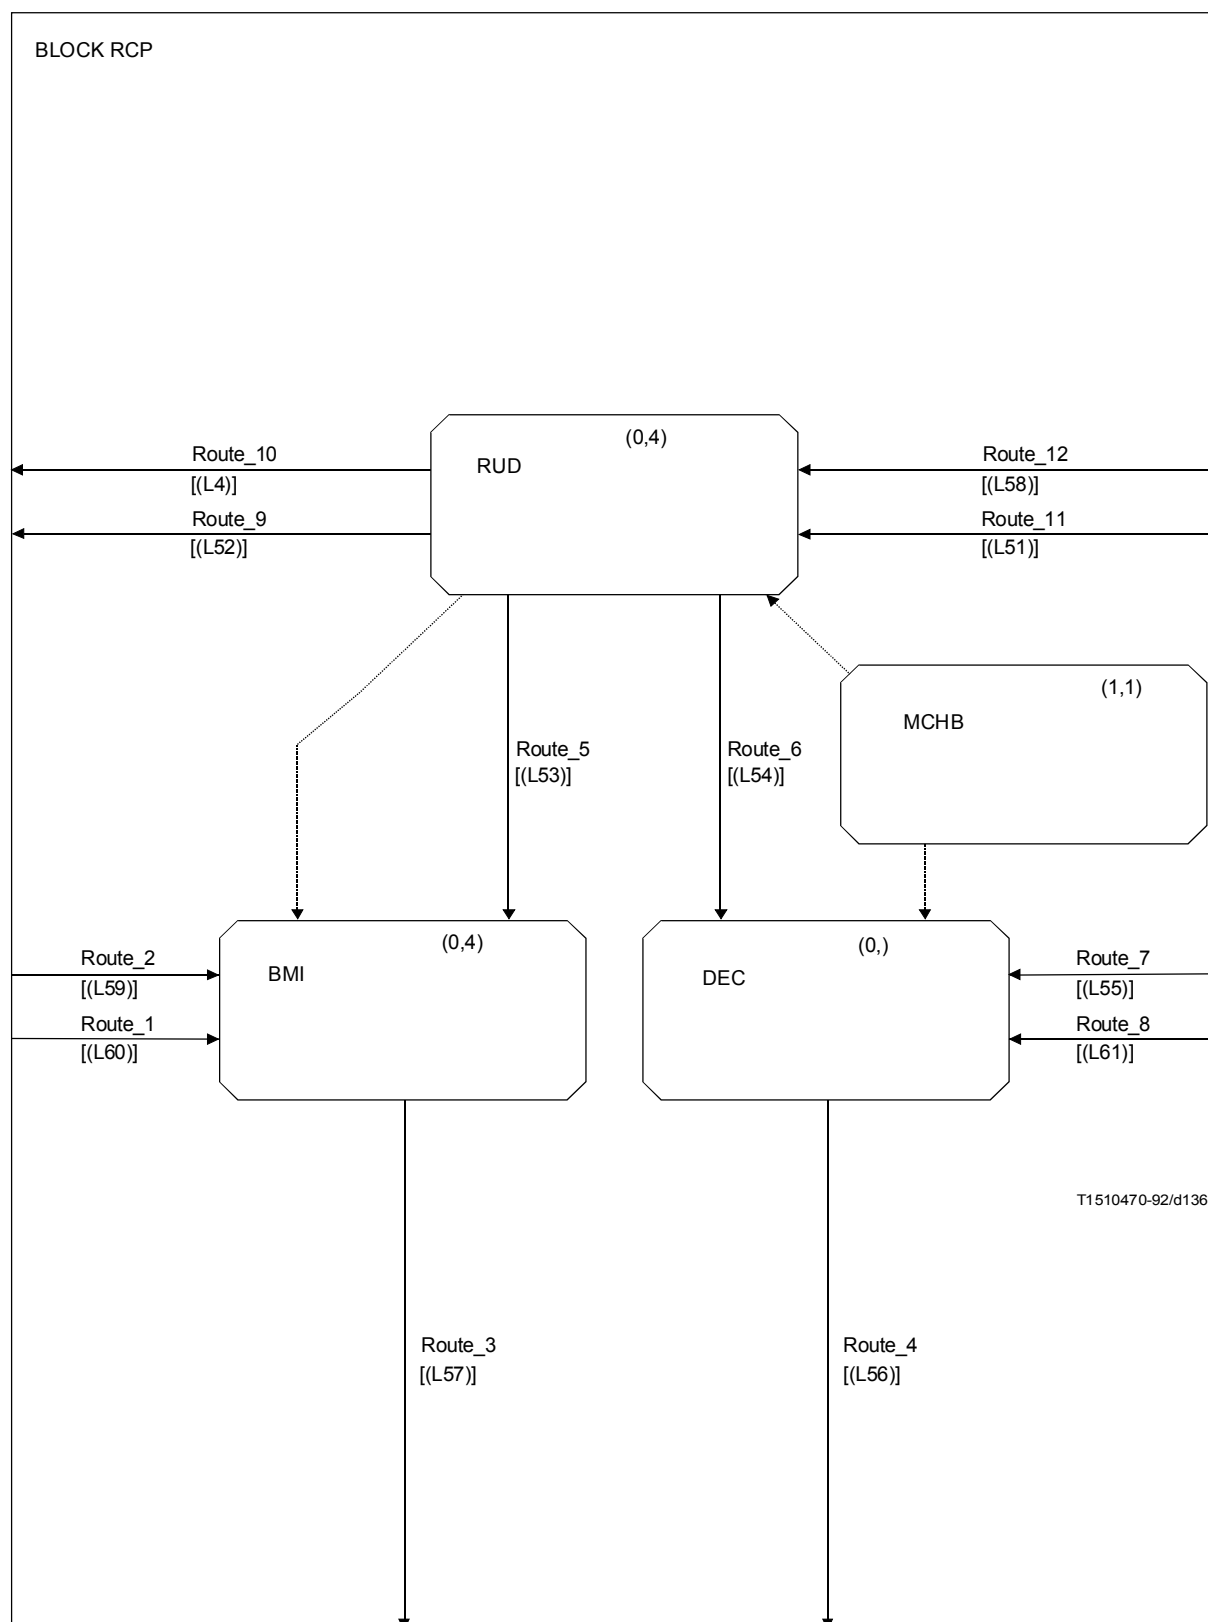 BLOCK RCP
(0,4)
Route_10
RUD
Route_12
[(L4)]
[(L58)]
Route_9
Route_11
[(L52)]
[(L51)]
(1,1)
MCHB
Route_5
Route_6
[(L53)]
[(L54)]
(0,4)
(0,)
Route_2
BMI
DEC
Route_7
[(L59)]
[(L55)]
Route_1
Route_8
[(L60)]
[(L61)]
T1510470-92/d136
Route_3
Route_4
[(L57)]
[(L56)]